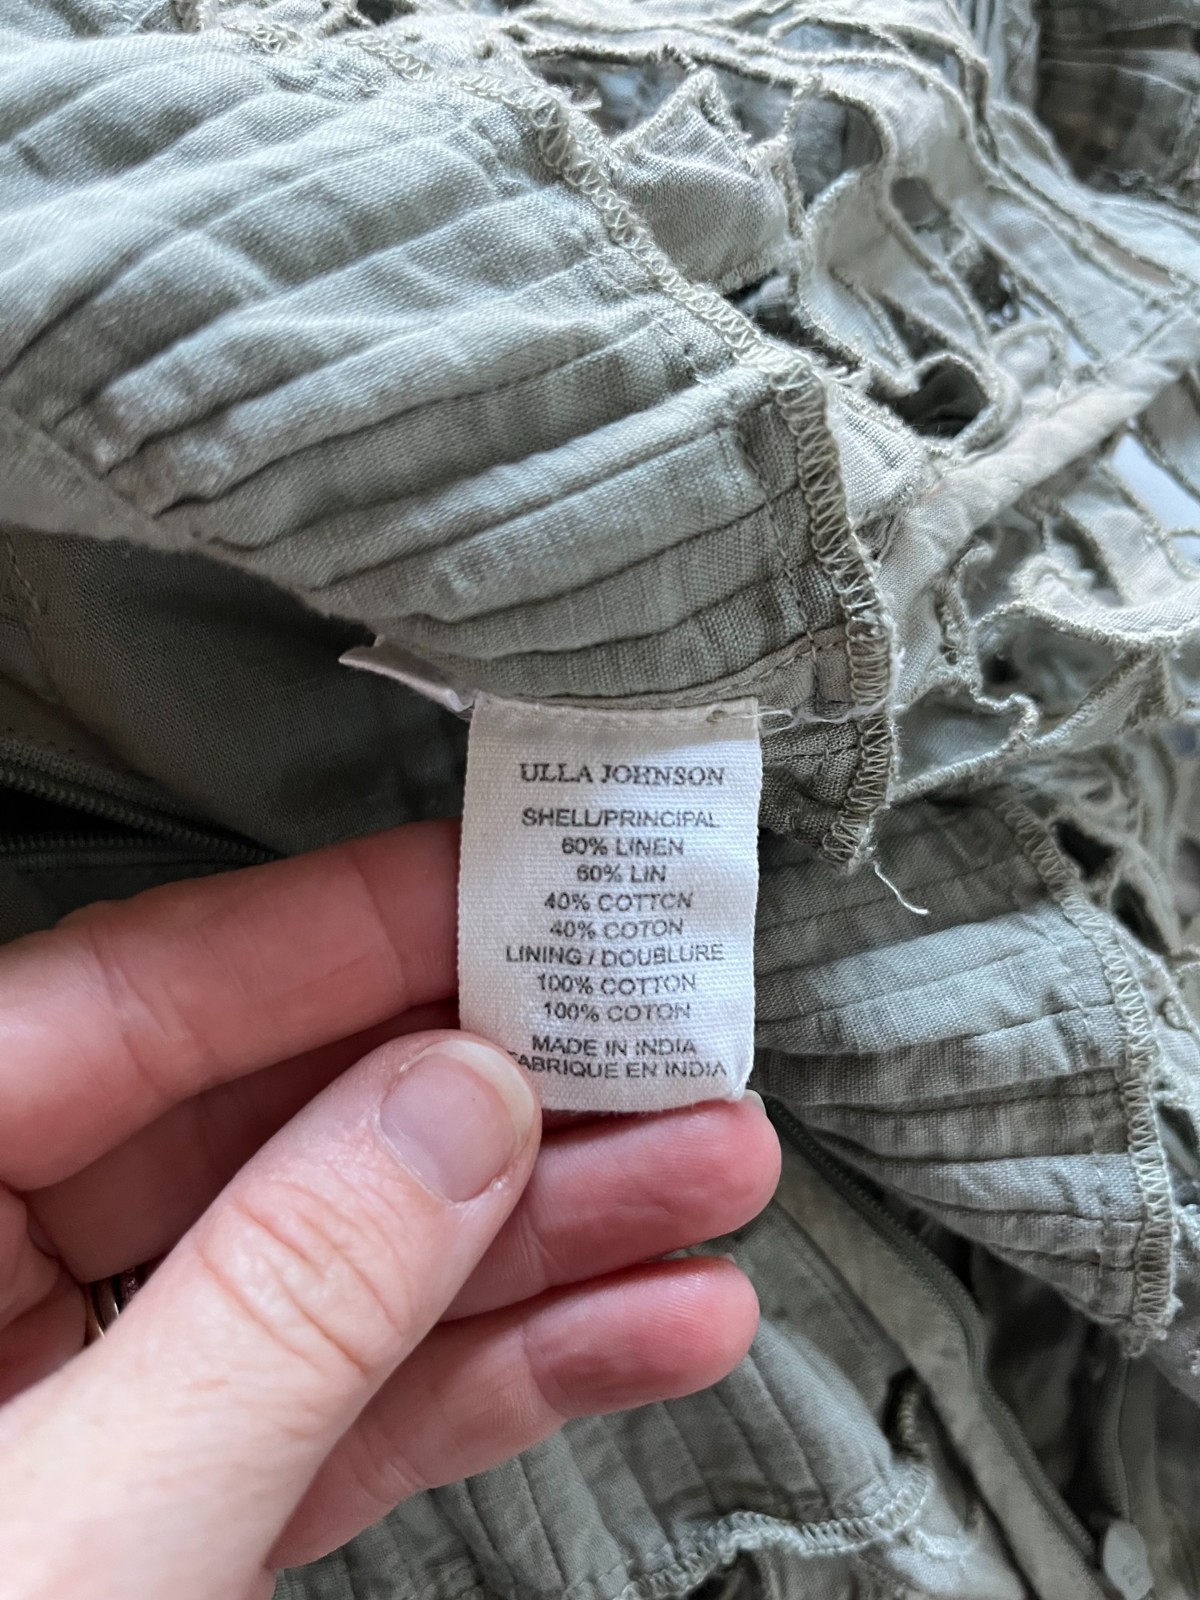 ULLA JOHNSON
SHELL/PRINCIPAL
60% LINEN
60% LIN
40% COTTON
40% COTON
LINING / DOUBLURE
100% COTTON
100% COTON
MADE IN INDIA
FABRIQUE EN INDIA